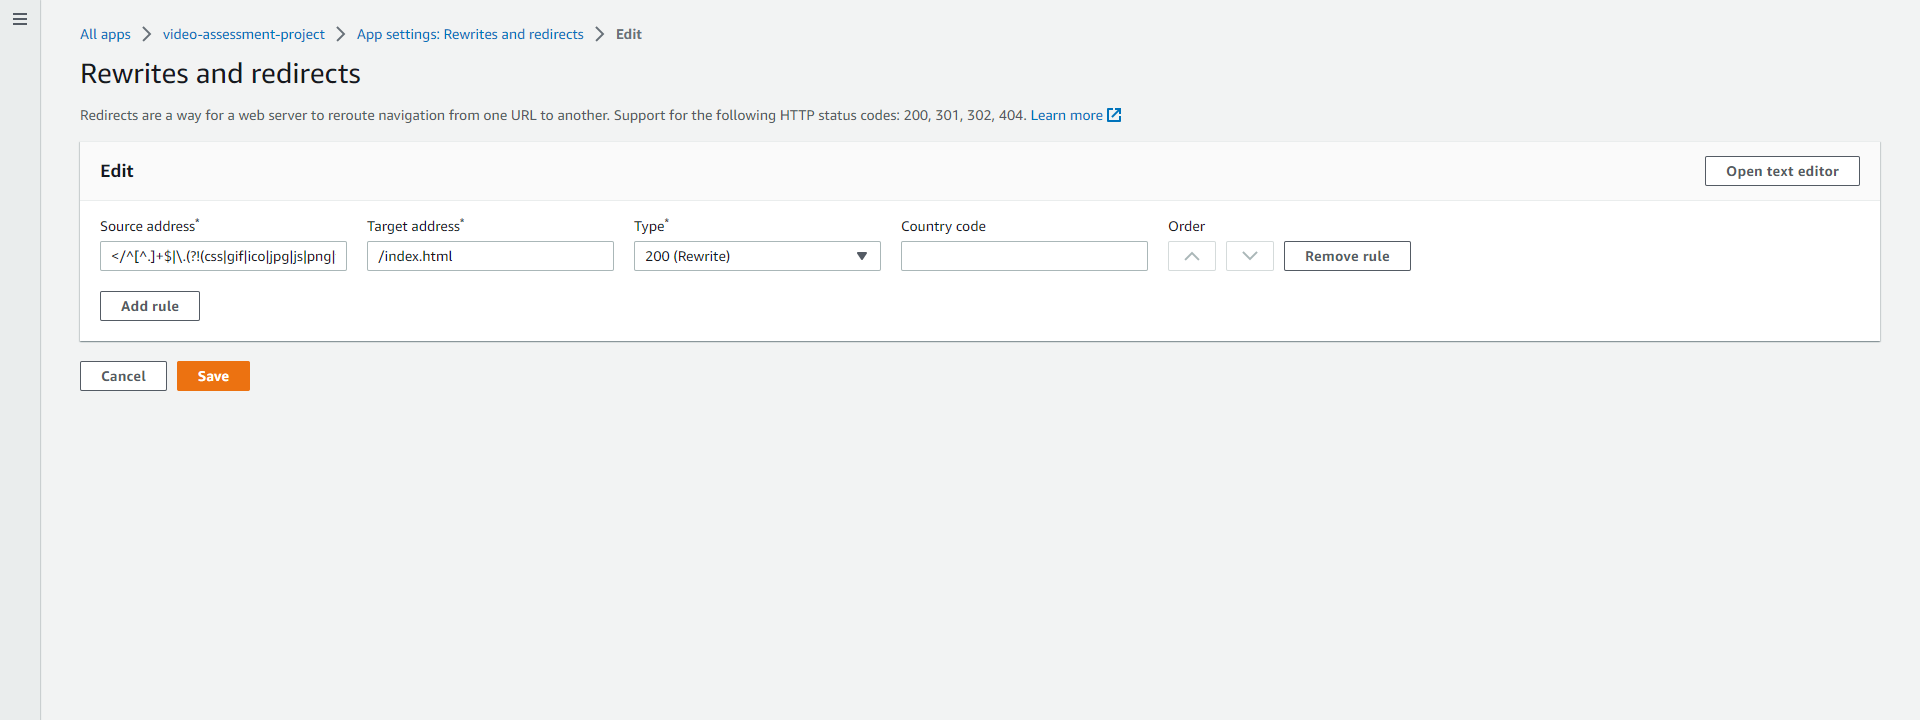 All apps > video-assessment-project > App settings: Rewrites and redirects > Edit
Rewrites and redirects
Redirects are a way for a web server to reroute navigation from one URL to another. Support for the following HTTP status codes: 200, 301, 302, 404. Learn more
Edit
Open text editor
Source address* Target address* Type* Country code Order
</^[^.]+$|\.(?!(css|gif|ico|jpg|js|png| /index.html 200 (Rewrite) Remove rule
Add rule
Cancel Save